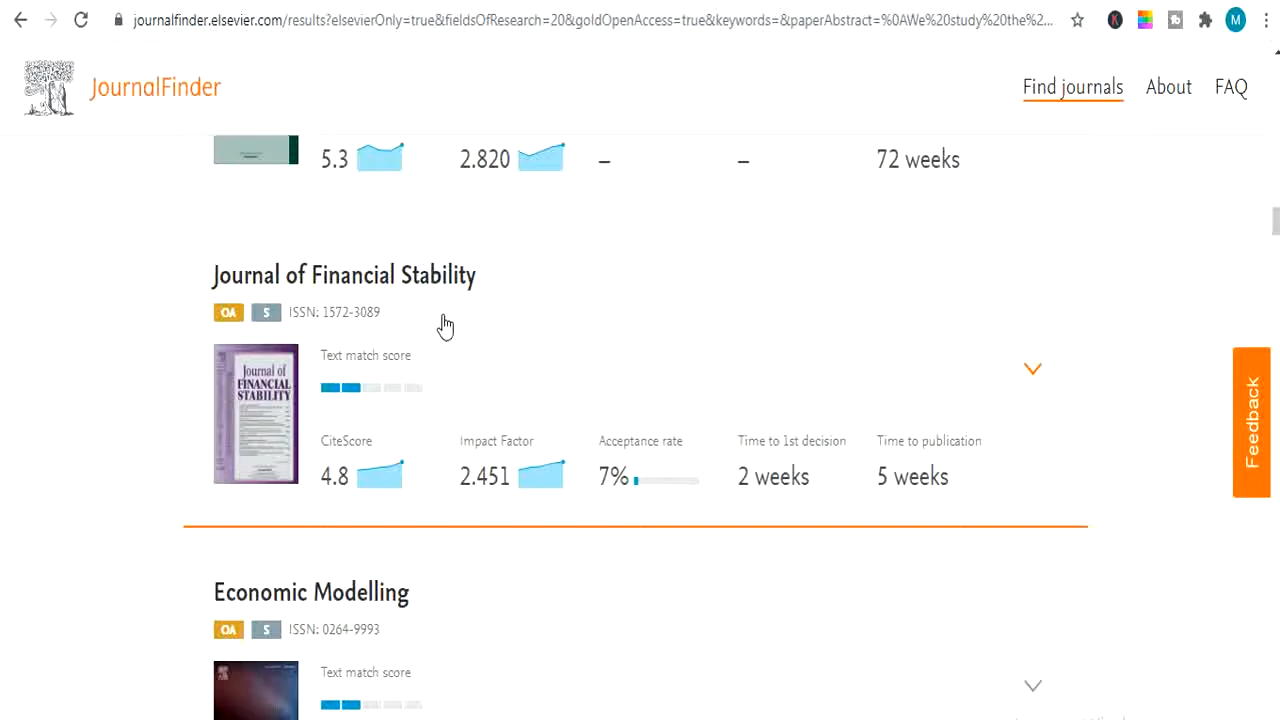 journalfinder.elsevier.com/results?elsevierOnly=true&fieldsOfResearch=20&goldOpenAccess=true&keywords=&paperAbstract=%0AWe%20study%20the%2...
M
JournalFinder
Find journals About FAQ
5.3 2.820 – – 72 weeks
Journal of Financial Stability
OA S ISSN: 1572-3089
Text match score
Journal of
FINANCIAL
STABILITY
CiteScore Impact Factor Acceptance rate Time to 1st decision Time to publication
4.8 2.451 7% 2 weeks 5 weeks
Feedback
Economic Modelling
OA S ISSN: 0264-9993
Text match score